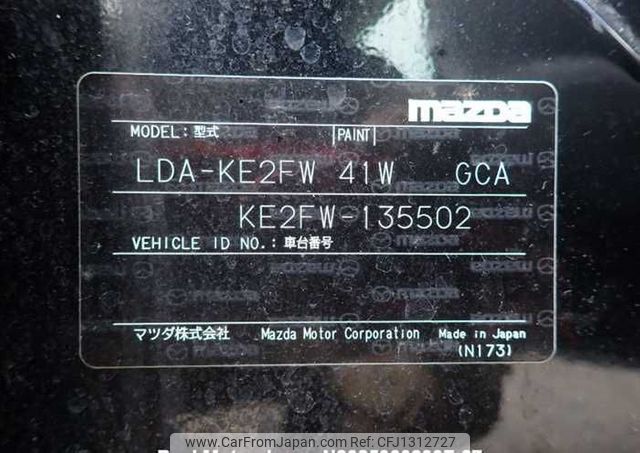 mazda
MODEL: 型式 PAINT
LDA-KE2FW 41W GCA
KE2FW-135502
VEHICLE ID NO.: 車台番号
マツダ株式会社 Mazda Motor Corporation Made in Japan
(N173)
www.CarFromJapan.com ID: CFJ1312727